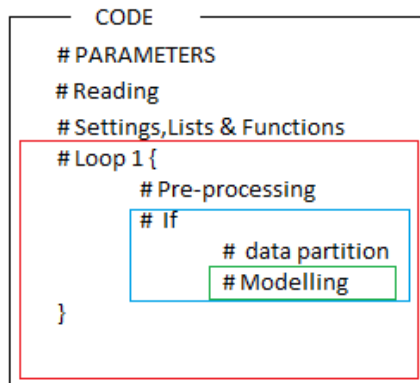 CODE
# PARAMETERS
# Reading
# Settings,Lists & Functions
# Loop 1 {
# Pre-processing
# If
# data partition
# Modelling
}